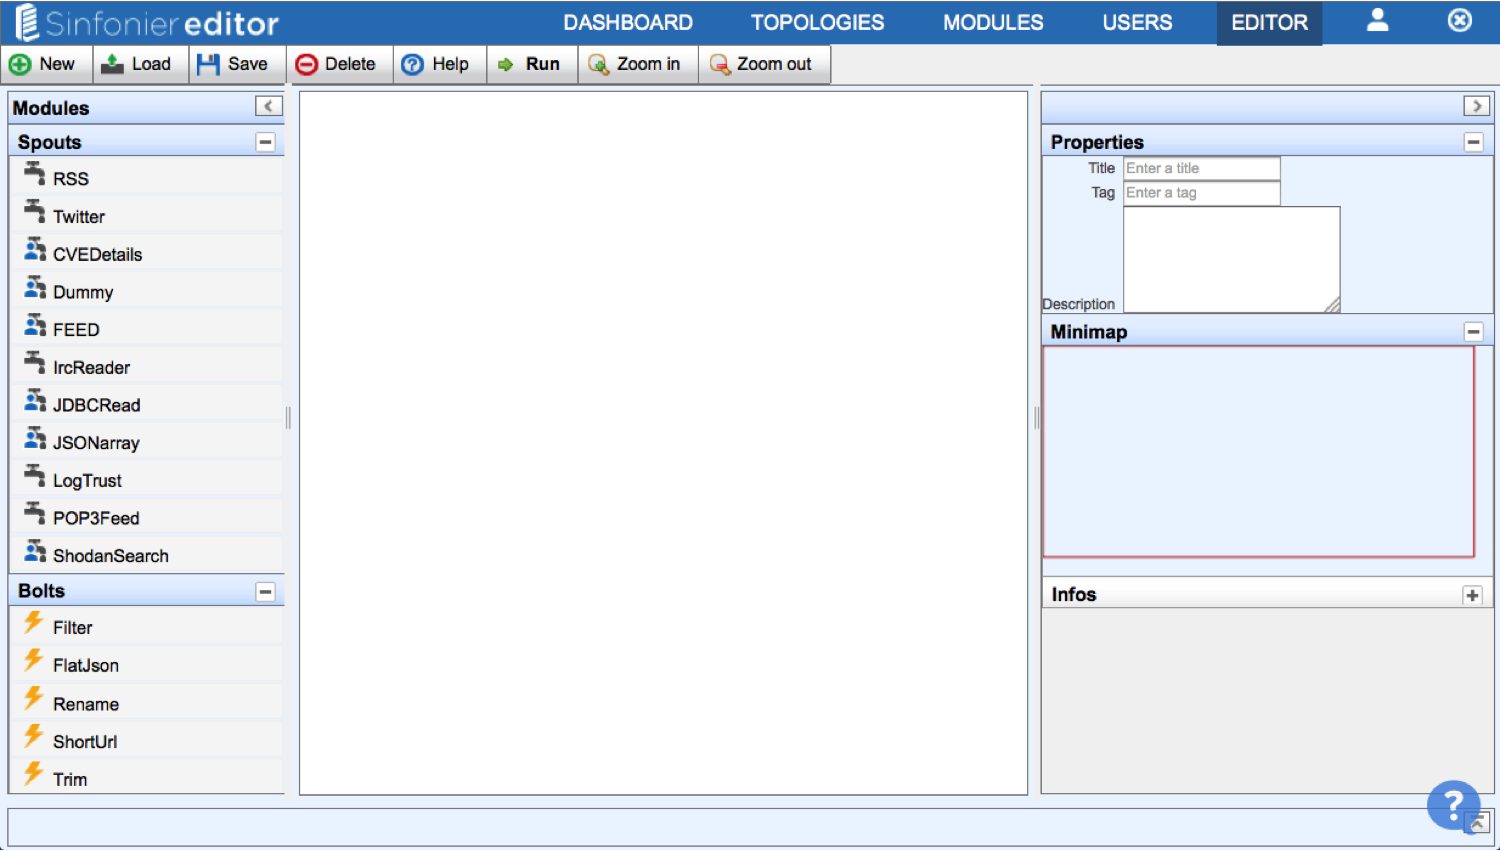 Sinfonier editor DASHBOARD TOPOLOGIES MODULES USERS EDITOR
New Load Save Delete Help Run Zoom in Zoom out
Modules
Spouts
RSS
Twitter
CVEDetails
Dummy
FEED
IrcReader
JDBCRead
JSONarray
LogTrust
POP3Feed
ShodanSearch
Bolts
Filter
FlatJson
Rename
ShortUrl
Trim
Properties
Title Enter a title
Tag Enter a tag
Description
Minimap
Infos
?